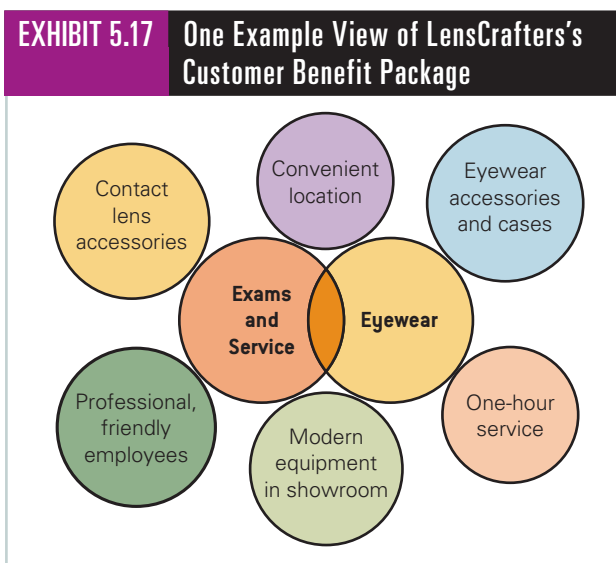 EXHIBIT 5.17
One Example View of LensCrafters's
Customer Benefit Package
Contact
lens
accessories
Convenient
location
Eyewear
accessories
and cases
Exams
and
Service
Eyewear
Professional,
friendly
employees
Modern
equipment
in showroom
One-hour
service